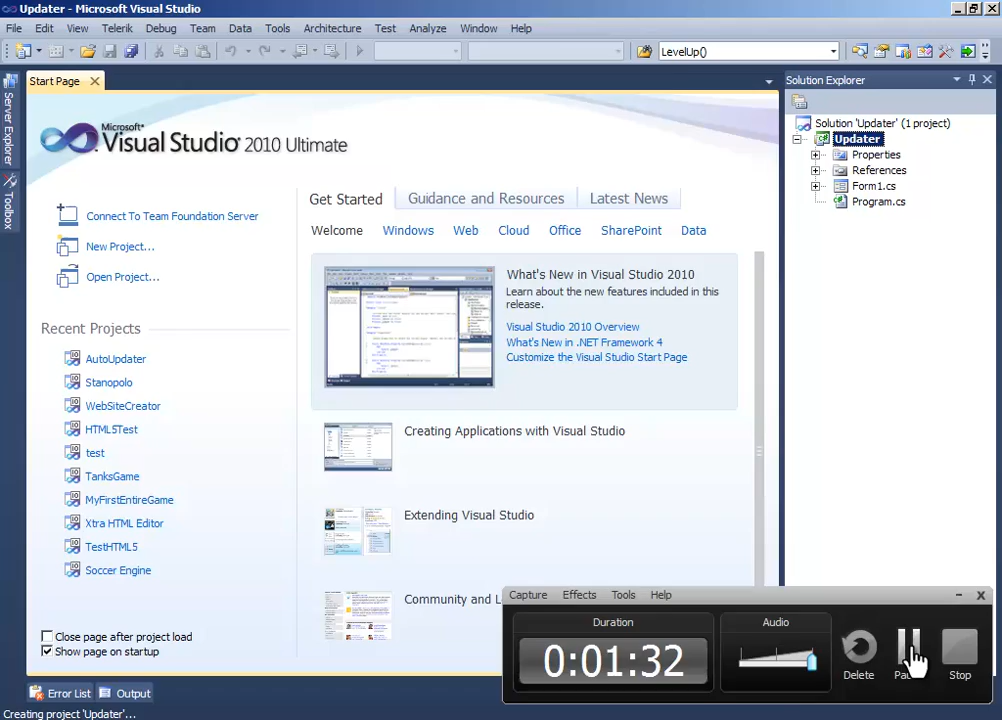 Updater - Microsoft Visual Studio
File Edit View Telerik Debug Team Data Tools Architecture Test Analyze Window Help
LevelUp()
Server Explorer
Toolbox
Start Page
Microsoft
Visual Studio 2010 Ultimate
Connect To Team Foundation Server
New Project...
Open Project...
Recent Projects
AutoUpdater
Stanopolo
WebSiteCreator
HTML5Test
test
TanksGame
MyFirstEntireGame
Xtra HTML Editor
TestHTML5
Soccer Engine
Close page after project load
Show page on startup
Get Started Guidance and Resources Latest News
Welcome Windows Web Cloud Office SharePoint Data
What's New in Visual Studio 2010
Learn about the new features included in this
release.
Visual Studio 2010 Overview
What's New in .NET Framework 4
Customize the Visual Studio Start Page
Creating Applications with Visual Studio
Extending Visual Studio
Community and L
Solution Explorer
Solution 'Updater' (1 project)
Updater
Properties
References
Form1.cs
Program.cs
Capture Effects Tools Help
Duration
0:01:32
Audio
Delete
Stop
Error List Output
Creating project 'Updater'...